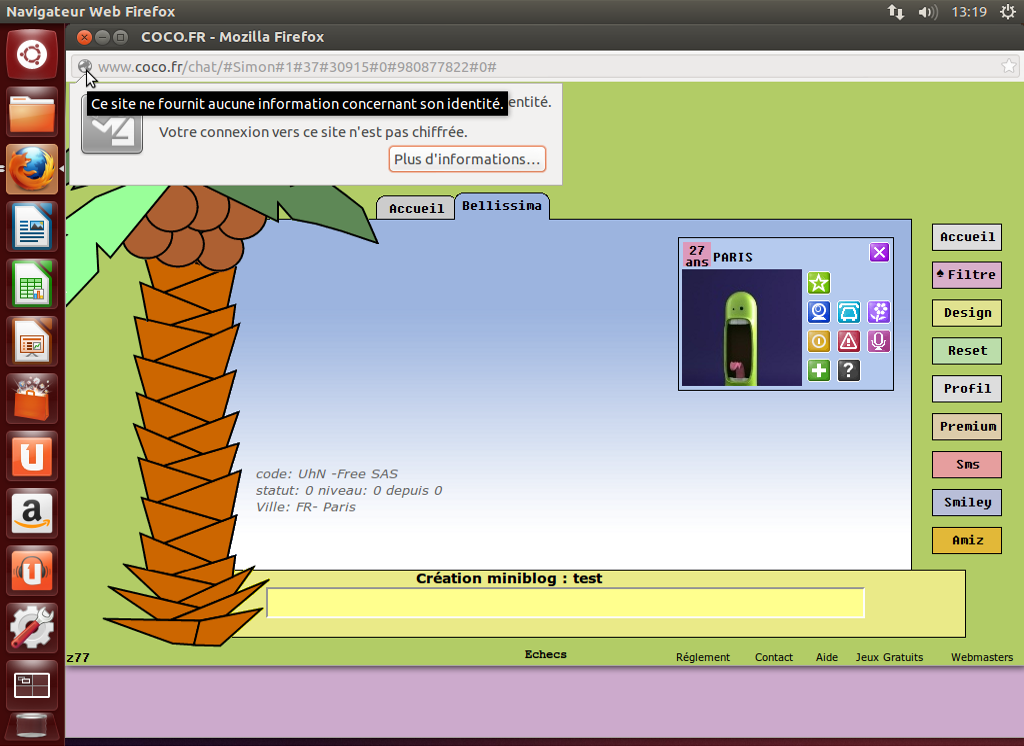 Navigateur Web Firefox
13:19
COCO.FR - Mozilla Firefox
www.coco.fr/chat/#Simon#1#37#30915#0#980877822#0#
Ce site ne fournit aucune information concernant son identité.
entité.
Votre connexion vers ce site n'est pas chiffrée.
Plus d'informations...
Accueil
Bellissima
27
ans
PARIS
Accueil
Filtre
Design
Reset
Profil
Premium
Sms
Smiley
Amiz
code: UhN -Free SAS
statut: 0 niveau: 0 depuis 0
Ville: FR- Paris
Création miniblog : test
z77
Echecs
Réglement
Contact
Aide
Jeux Gratuits
Webmasters